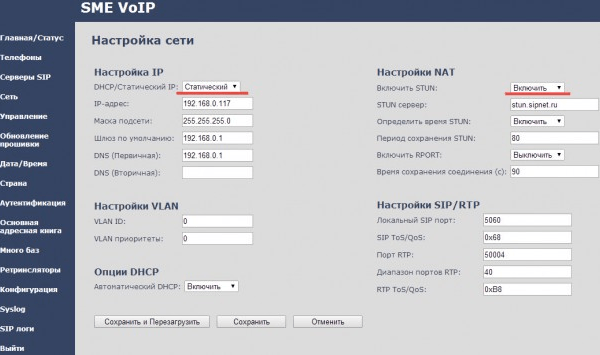 SME VoIP
Главная/Статус
Телефоны
Серверы SIP
Сеть
Управление
Обновление
прошивки
Дата/Время
Страна
Аутентификация
Основная
адресная книга
Много баз
Ретринсляторы
Конфигурация
Syslog
SIP логи
Выйти
Настройка сети
Настройка IP
DHCP/Статический IP: Статический
IP-адрес: 192.168.0.117
Маска подсети: 255.255.255.0
Шлюз по умолчанию: 192.168.0.1
DNS (Первичная): 192.168.0.1
DNS (Вторичная):
Настройки VLAN
VLAN ID: 0
VLAN приоритеты: 0
Опции DHCP
Автоматический DHCP: Включить
Настройки NAT
Включить STUN: Включить
STUN сервер: stun.sipnet.ru
Определить время STUN: Включить
Период сохранения STUN: 80
Включить RPORT: Выключить
Время сохранения соединения (с): 90
Настройки SIP/RTP
Локальный SIP порт: 5060
SIP ToS/QoS: 0x68
Порт RTP: 50004
Диапазон портов RTP: 40
RTP ToS/QoS: 0xB8
Сохранить и Перезагрузить Сохранить Отменить